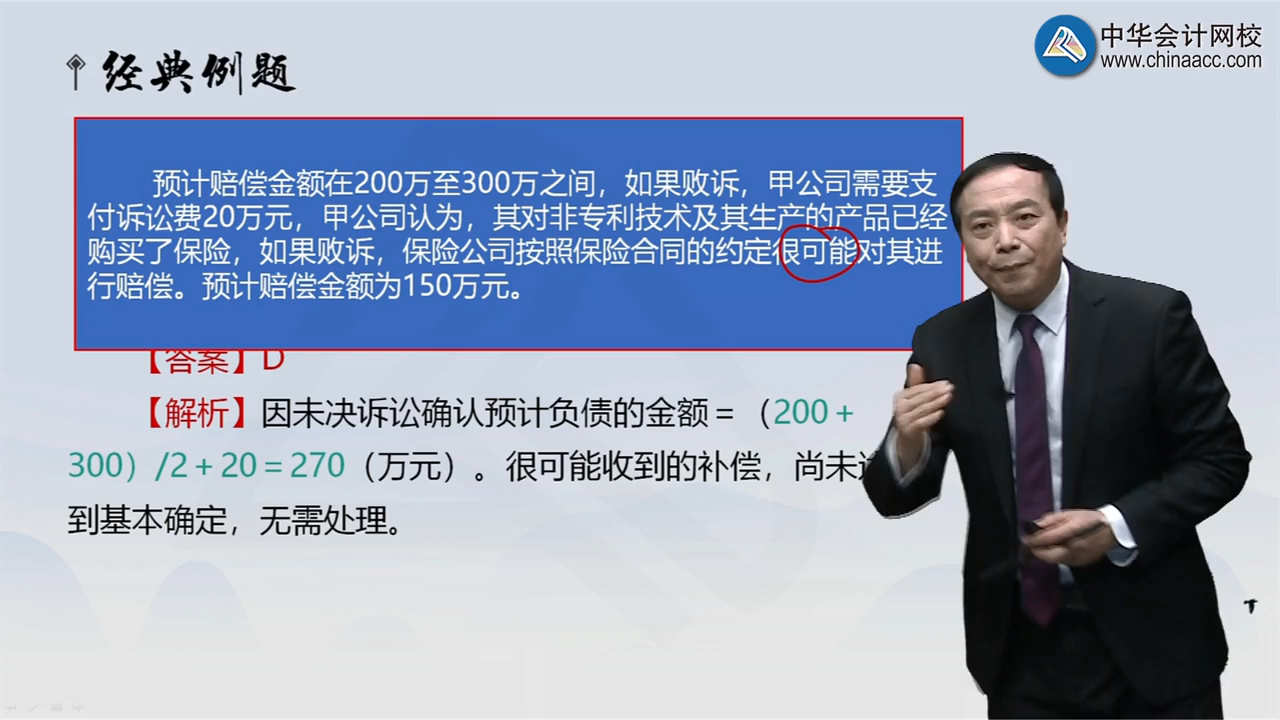 中华会计网校
www.chinaacc.com
经典例题
预计赔偿金额在200万至300万之间，如果败诉，甲公司需要支
付诉讼费20万元，甲公司认为，其对非专利技术及其生产的产品已经
购买了保险，如果败诉，保险公司按照保险合同的约定很可能对其进
行赔偿。预计赔偿金额为150万元。
【答案】D
【解析】因未决诉讼确认预计负债的金额＝（200＋
300）/2＋20＝270（万元）。很可能收到的补偿，尚未
到基本确定，无需处理。